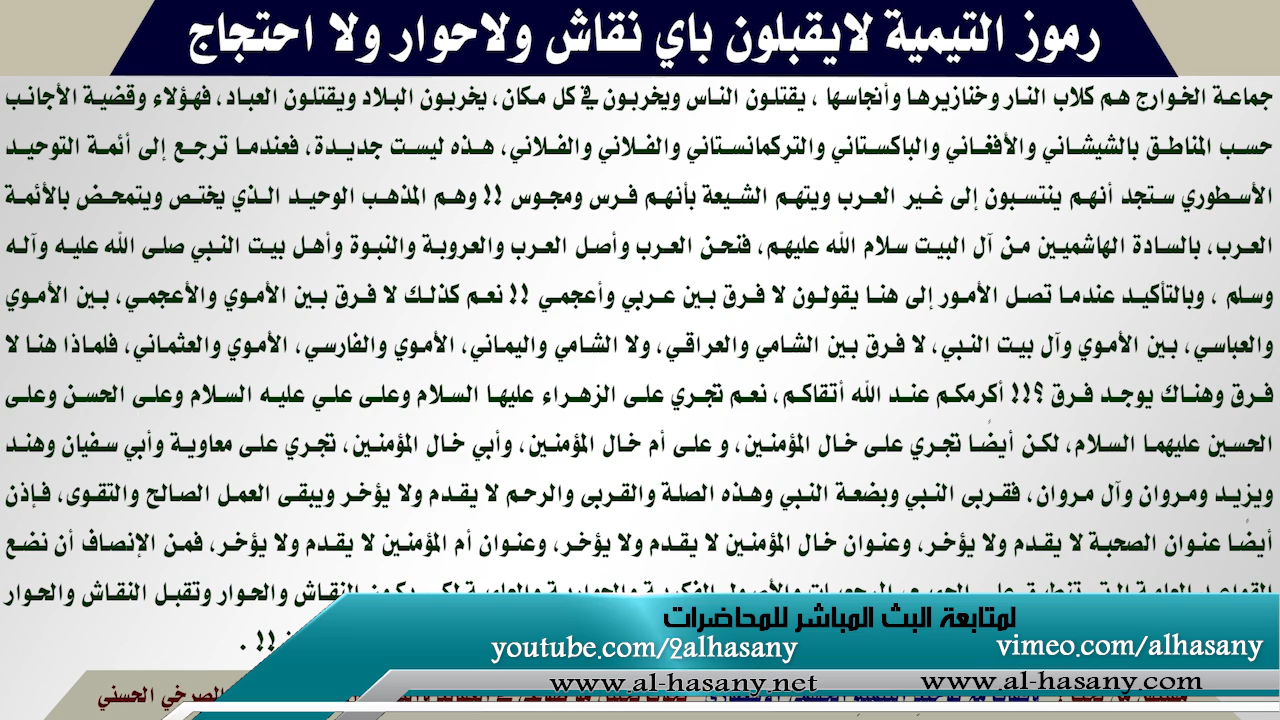 رموز التيمية لايقبلون باي نقاش ولاحوار ولا احتجاج
جماعة الخوارج هم كلاب النار وخنازيرها وأنجاسها ، يقتلون الناس ويخربون في كل مكان، يخربون البلاد ويقتلون العباد، فهؤلاء وقضية الأجانب
حسب المناطق بالشيشاني والأفغاني والباكستاني والتركمانستاني والفلاني والفلاني، هذه ليست جديدة، فعندما ترجع إلى أئمة التوحيد
الأسطوري ستجد أنهم ينتسبون إلى غير العرب ويتهم الشيعة بأنهم فرس ومجوس !! وهم المذهب الوحيد الذي يختص ويتمحض بالأئمة
العرب، بالسادة الهاشميين من آل البيت سلام الله عليهم، فنحن العرب وأصل العرب والعروبة والنبوة وأهل بيت النبي صلى الله عليه وآله
وسلم ، وبالتأكيد عندما تصل الأمور إلى هنا يقولون لا فرق بين عربي وأعجمي !! نعم كذلك لا فرق بين الأموي والأعجمي، بين الأموي
والعباسي، بين الأموي وآل بيت النبي، لا فرق بين الشامي والعراقي، ولا الشامي واليماني، الأموي والفارسي، الأموي والعثماني، فلماذا هنا لا
فرق وهناك يوجد فرق ؟!! أكرمكم عند الله أتقاكم، نعم تجري على الزهراء عليها السلام وعلى علي عليه السلام وعلى الحسن وعلى
الحسين عليهما السلام، لكن أيضًا تجري على خال المؤمنين، و على أم خال المؤمنين، وأبي خال المؤمنين، تجري على معاوية وأبي سفيان وهند
ويزيد ومروان وآل مروان، فقربى النبي وبضعة النبي وهذه الصلة والقربى والرحم لا يقدم ولا يؤخر ويبقى العمل الصالح والتقوى، فإذن
أيضًا عنوان الصحبة لا يقدم ولا يؤخر، وعنوان خال المؤمنين لا يقدم ولا يؤخر، وعنوان أم المؤمنين لا يقدم ولا يؤخر، فمن الإنصاف أن نضع
النقاش والحوار وتقبل النقاش والحوار
!! .
لمتابعة البث المباشر للمحاضرات
youtube.com/2alhasany vimeo.com/alhasany
www.al-hasany.net www.al-hasany.com
الصرخي الحسني